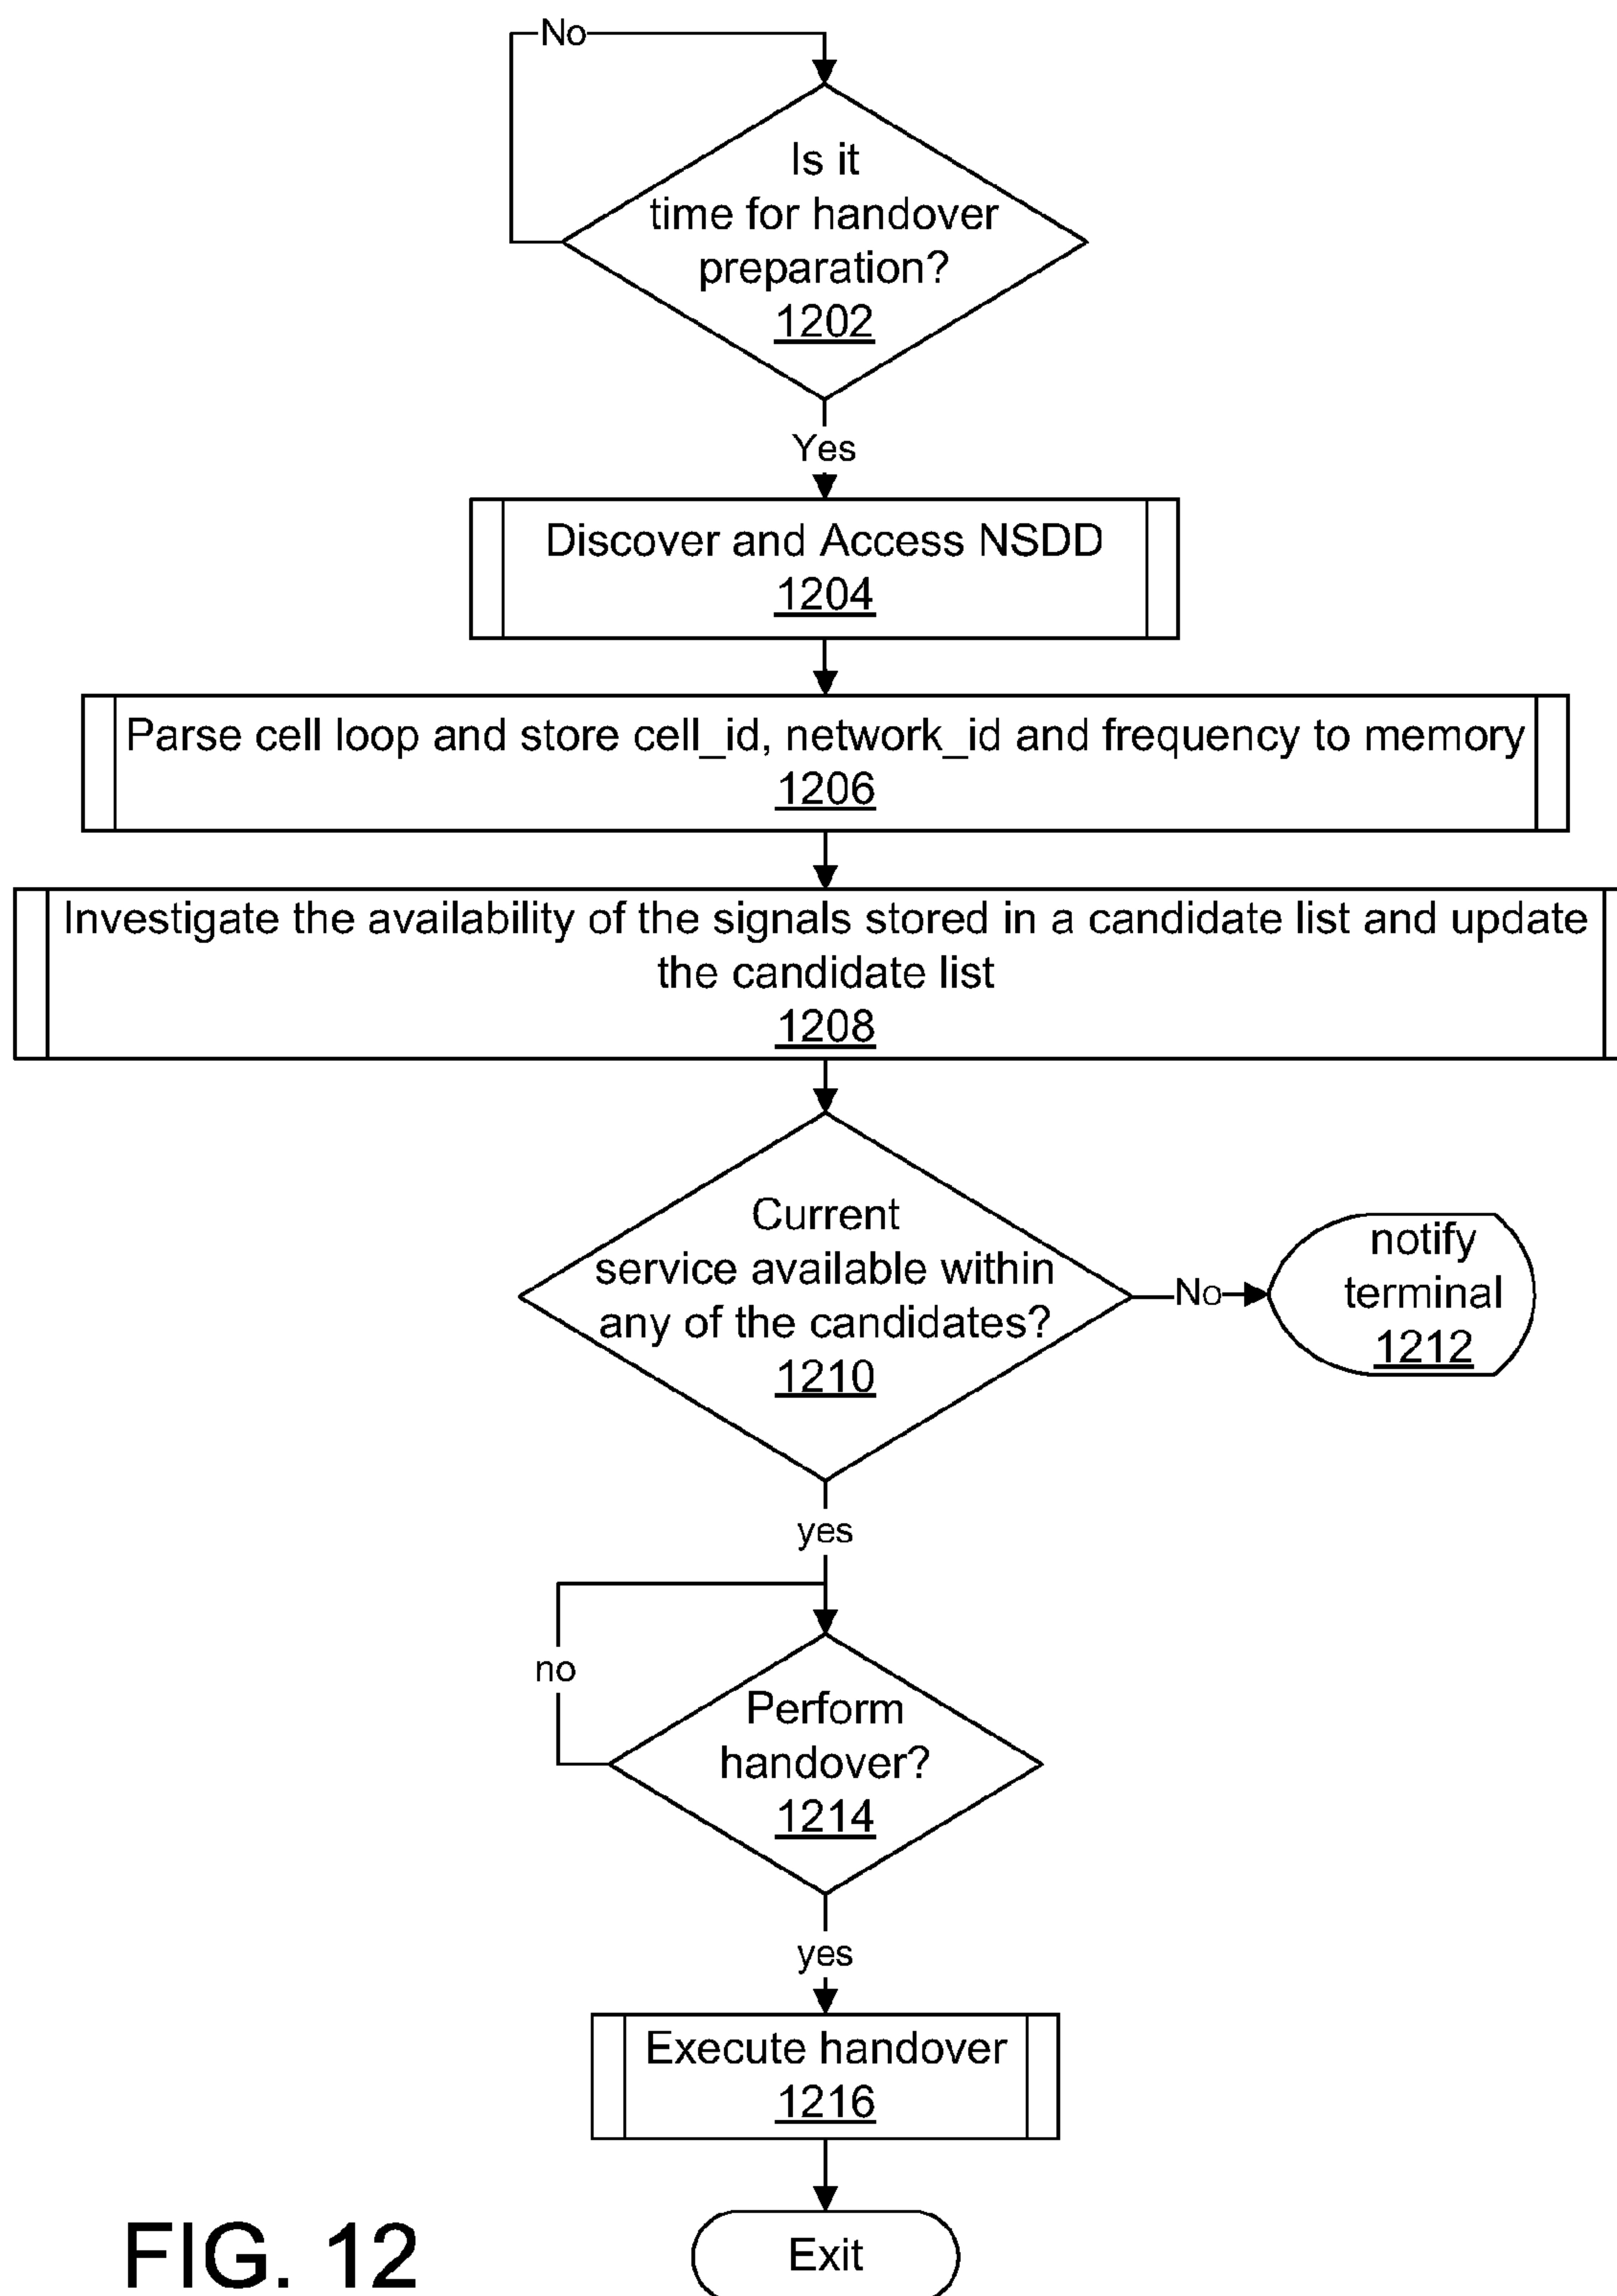 No
Is it
time for handover
preparation?
1202
Yes
Discover and Access NSDD
1204
Parse cell loop and store cell_id, network_id and frequency to memory
1206
Investigate the availability of the signals stored in a candidate list and update
the candidate list
1208
Current
service available within
any of the candidates?
1210
No
notify
terminal
1212
yes
no
Perform
handover?
1214
yes
Execute handover
1216
Exit
FIG. 12